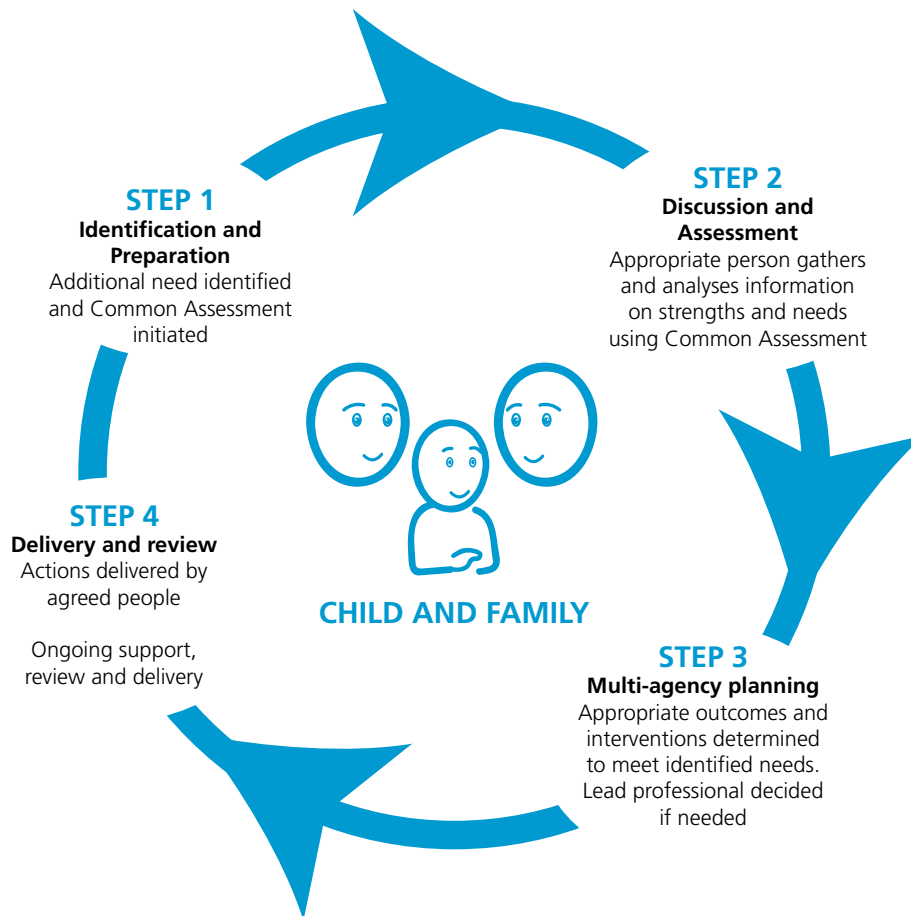 STEP 1
Identification and
Preparation
Additional need identified
and Common Assessment
initiated
STEP 2
Discussion and
Assessment
Appropriate person gathers
and analyses information
on strengths and needs
using Common Assessment
STEP 3
Multi-agency planning
Appropriate outcomes and
interventions determined
to meet identified needs.
Lead professional decided
if needed
STEP 4
Delivery and review
Actions delivered by
agreed people
Ongoing support,
review and delivery
CHILD AND FAMILY